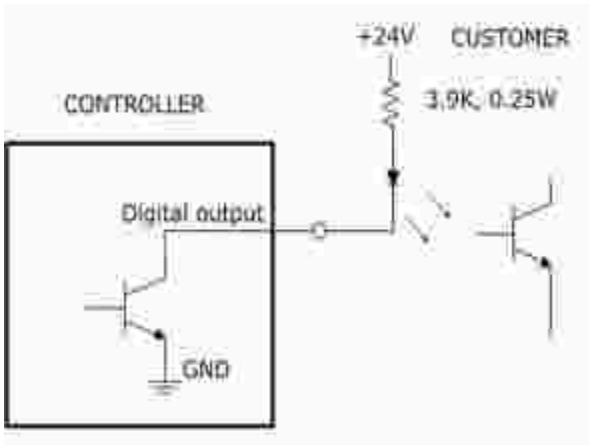 +24V CUSTOMER
CONTROLLER
3.9K, 0.25W
Digital output
GND